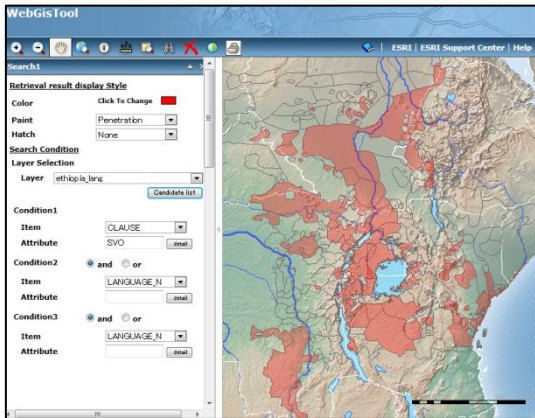 WebGisTool
ESRI | ESRI Support Center | Help
Search1
Retrieval result display Style
Color Click To Change
Paint Penetration
Hatch None
Search Condition
Layer Selection
Layer ethiopia_lang
Candidate list
Condition1
Item CLAUSE
Attribute SVO detail
Condition2 and or
Item LANGUAGE_N
Attribute detail
Condition3 and or
Item LANGUAGE_N
Attribute detail